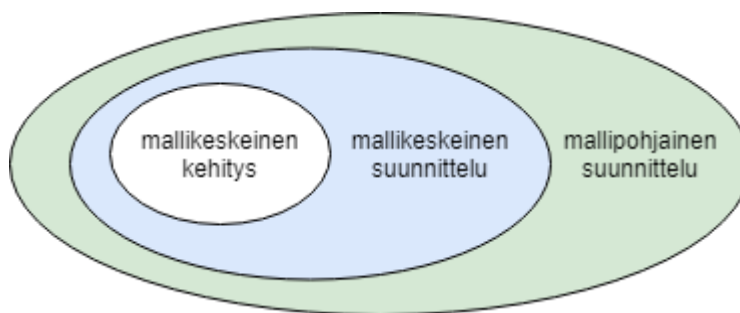 mallikeskeinen
kehitys
mallikeskeinen
suunnittelu
mallipohjainen
suunnittelu